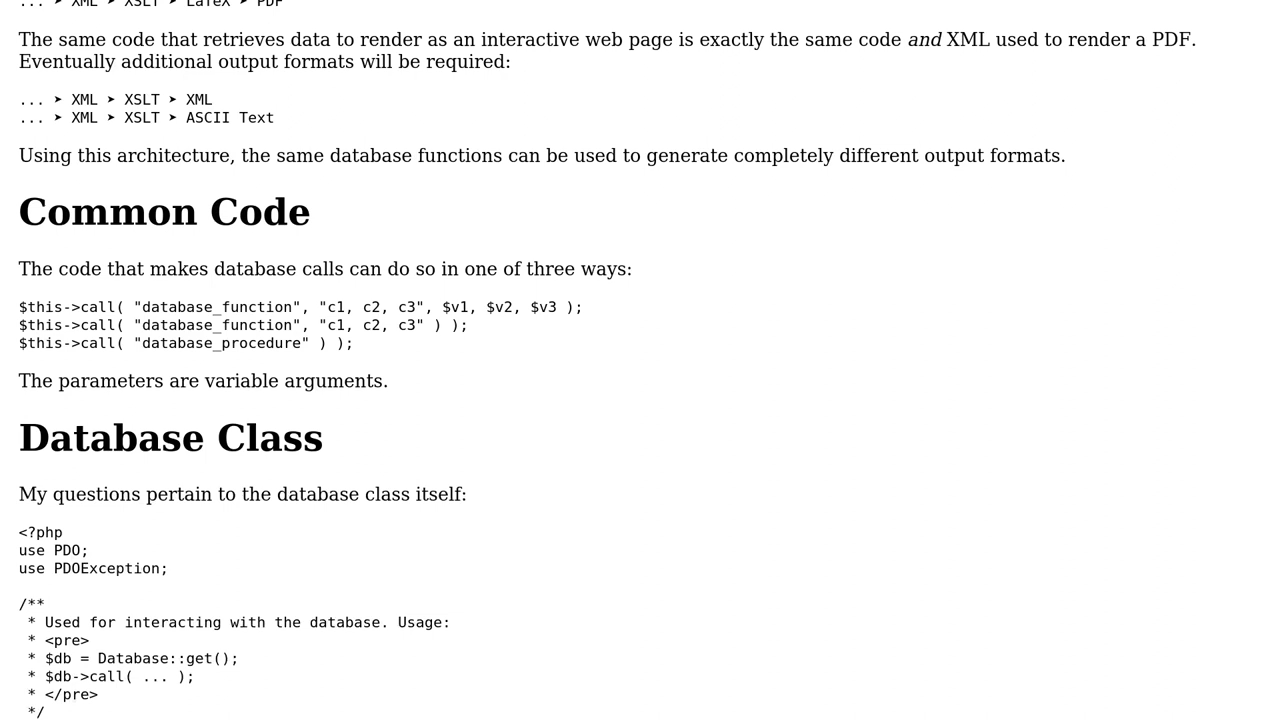 ... ➤ XML ➤ XSLT ➤ LaTeX ➤ PDF
The same code that retrieves data to render as an interactive web page is exactly the same code and XML used to render a PDF.
Eventually additional output formats will be required:
... ➤ XML ➤ XSLT ➤ XML
... ➤ XML ➤ XSLT ➤ ASCII Text
Using this architecture, the same database functions can be used to generate completely different output formats.
Common Code
The code that makes database calls can do so in one of three ways:
$this->call( "database_function", "c1, c2, c3", $v1, $v2, $v3 );
$this->call( "database_function", "c1, c2, c3" ) );
$this->call( "database_procedure" ) );
The parameters are variable arguments.
Database Class
My questions pertain to the database class itself:
<?php
use PDO;
use PDOException;
/**
 * Used for interacting with the database. Usage:
 * <pre>
 * $db = Database::get();
 * $db->call( ... );
 * </pre>
 */